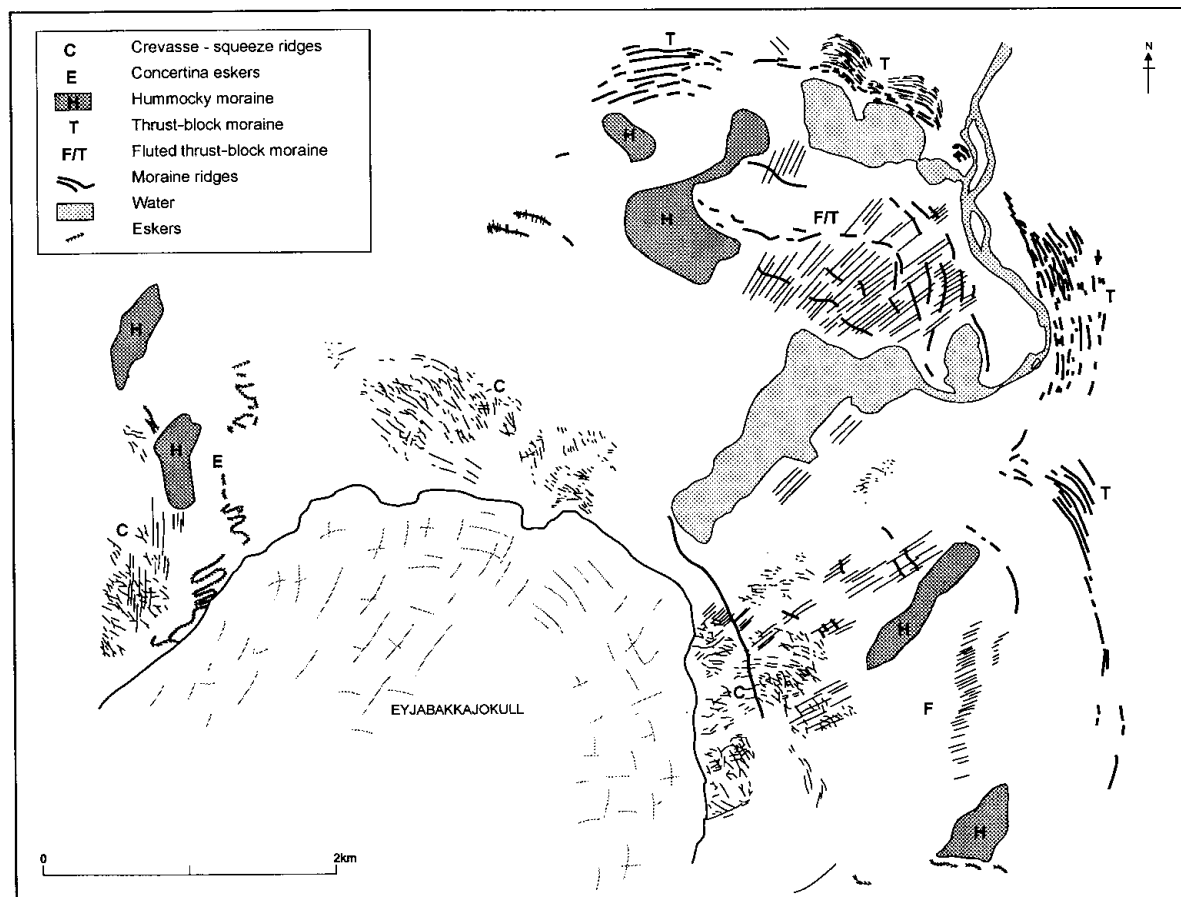 C Crevasse - squeeze ridges
E Concertina eskers
H Hummocky moraine
T Thrust-block moraine
F/T Fluted thrust-block moraine
Moraine ridges
Water
Eskers
N
T
T
H
H
F/T
T
H
C
H
E
C
T
H
C
F
EYJABAKKAJOKULL
H
0 2km